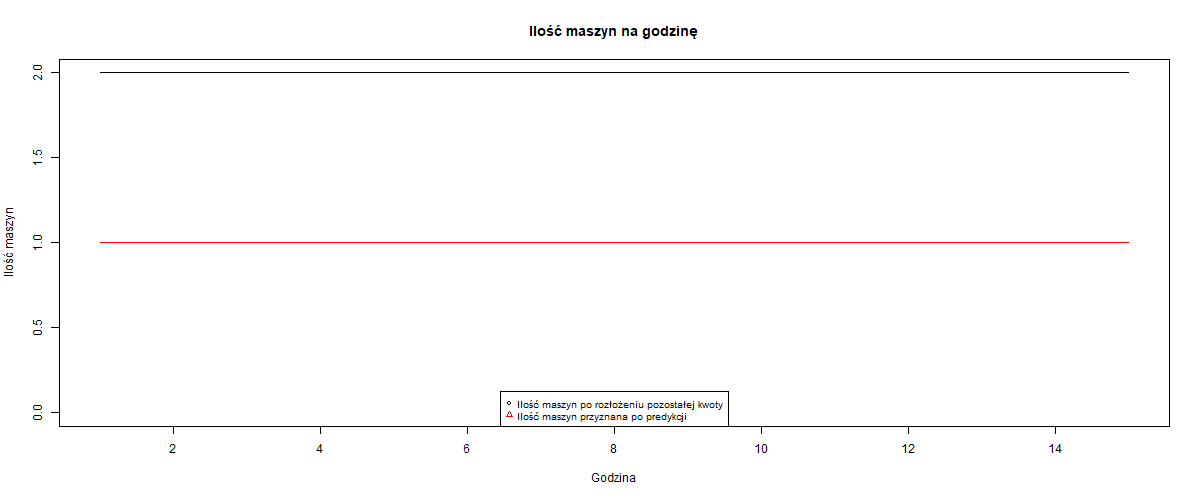 Ilość maszyn na godzinę
Ilość maszyn
2.0
1.5
1.0
0.5
0.0
Ilość maszyn po rozłożeniu pozostałej kwoty
Ilość maszyn przyznana po predykcji
2 4 6 8 10 12 14
Godzina